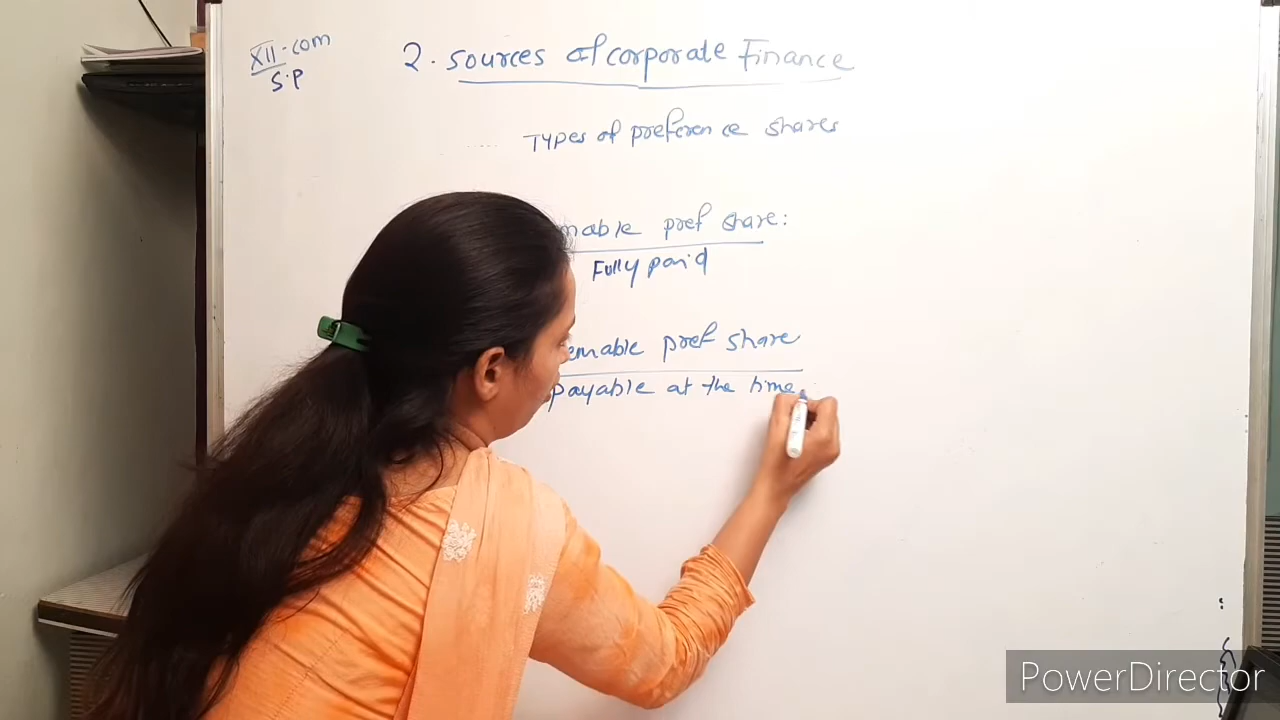 XII-com
S.P
2. Sources of corporate Finance
Types of preference shares
mable pref share:
Fully paid
emable pref share
payable at the time
PowerDirector